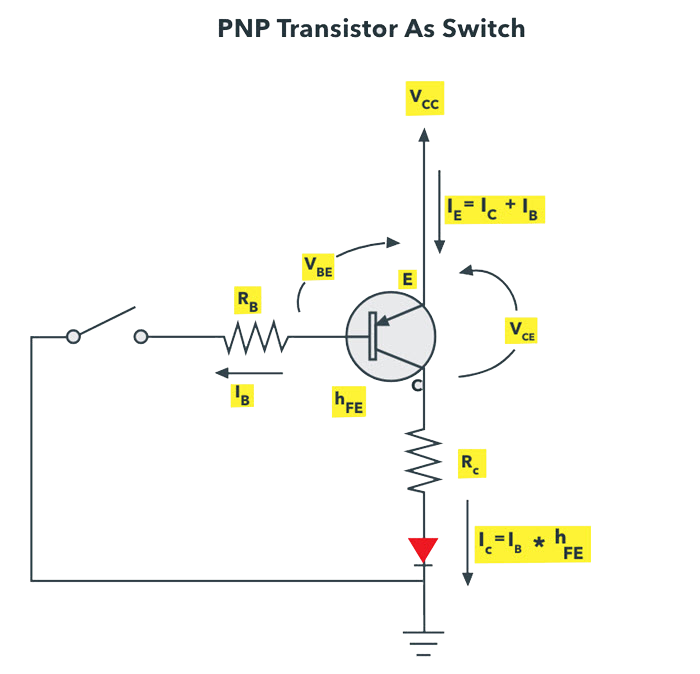 PNP Transistor As Switch
VCC
IE = IC + IB
VBE
E
RB
VCE
IB
hFE
C
Rc
Ic = IB * hFE